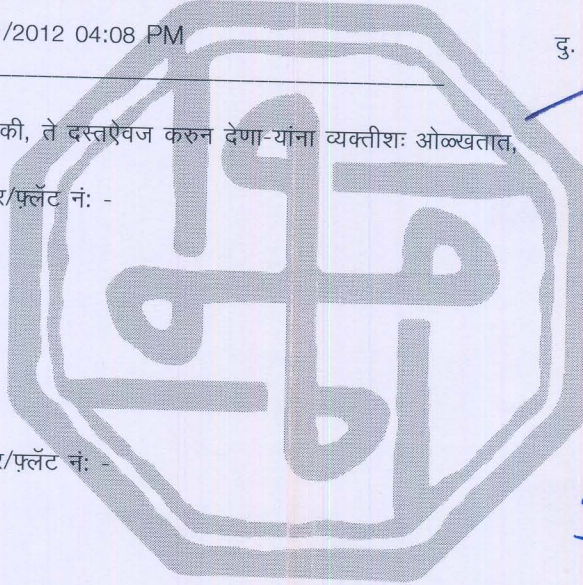 /2012 04:08 PM
दु.
की, ते दस्तऐवज करुन देणा-यांना व्यक्तीशः ओळखतात,
र/फ़्लॅट नं: -
र/फ़्लॅट नं: -